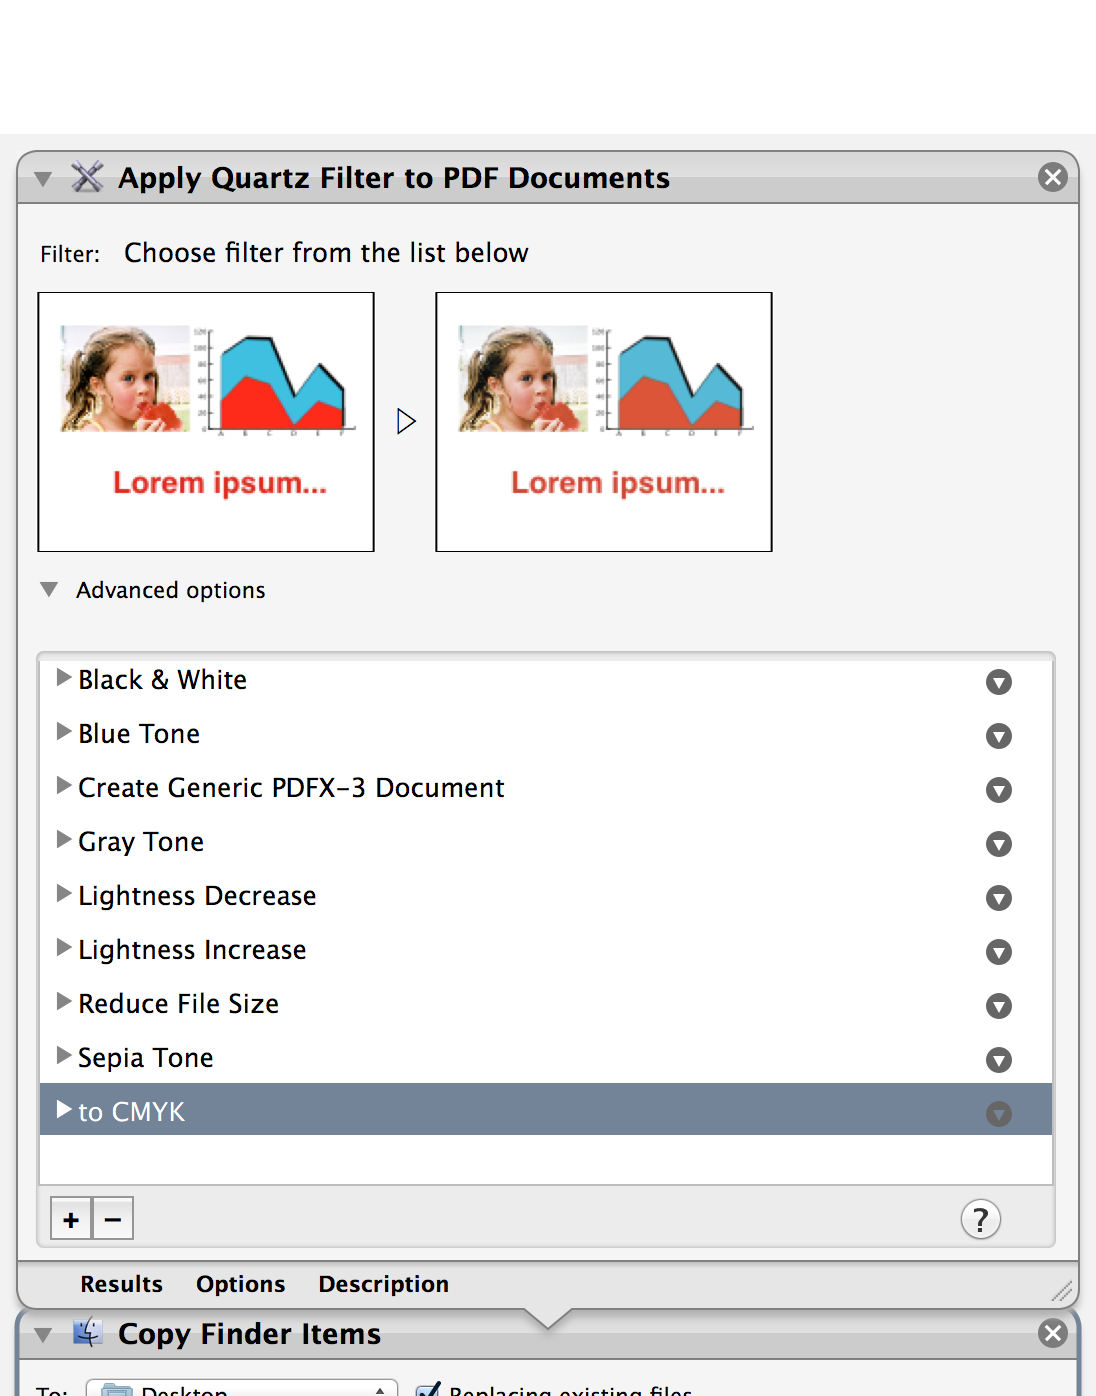 Apply Quartz Filter to PDF Documents
Filter: Choose filter from the list below
Lorem ipsum...
Lorem ipsum...
Advanced options
Black & White
Blue Tone
Create Generic PDFX-3 Document
Gray Tone
Lightness Decrease
Lightness Increase
Reduce File Size
Sepia Tone
to CMYK
+ −
?
Results Options Description
Copy Finder Items
To: Desktop Replacing existing files